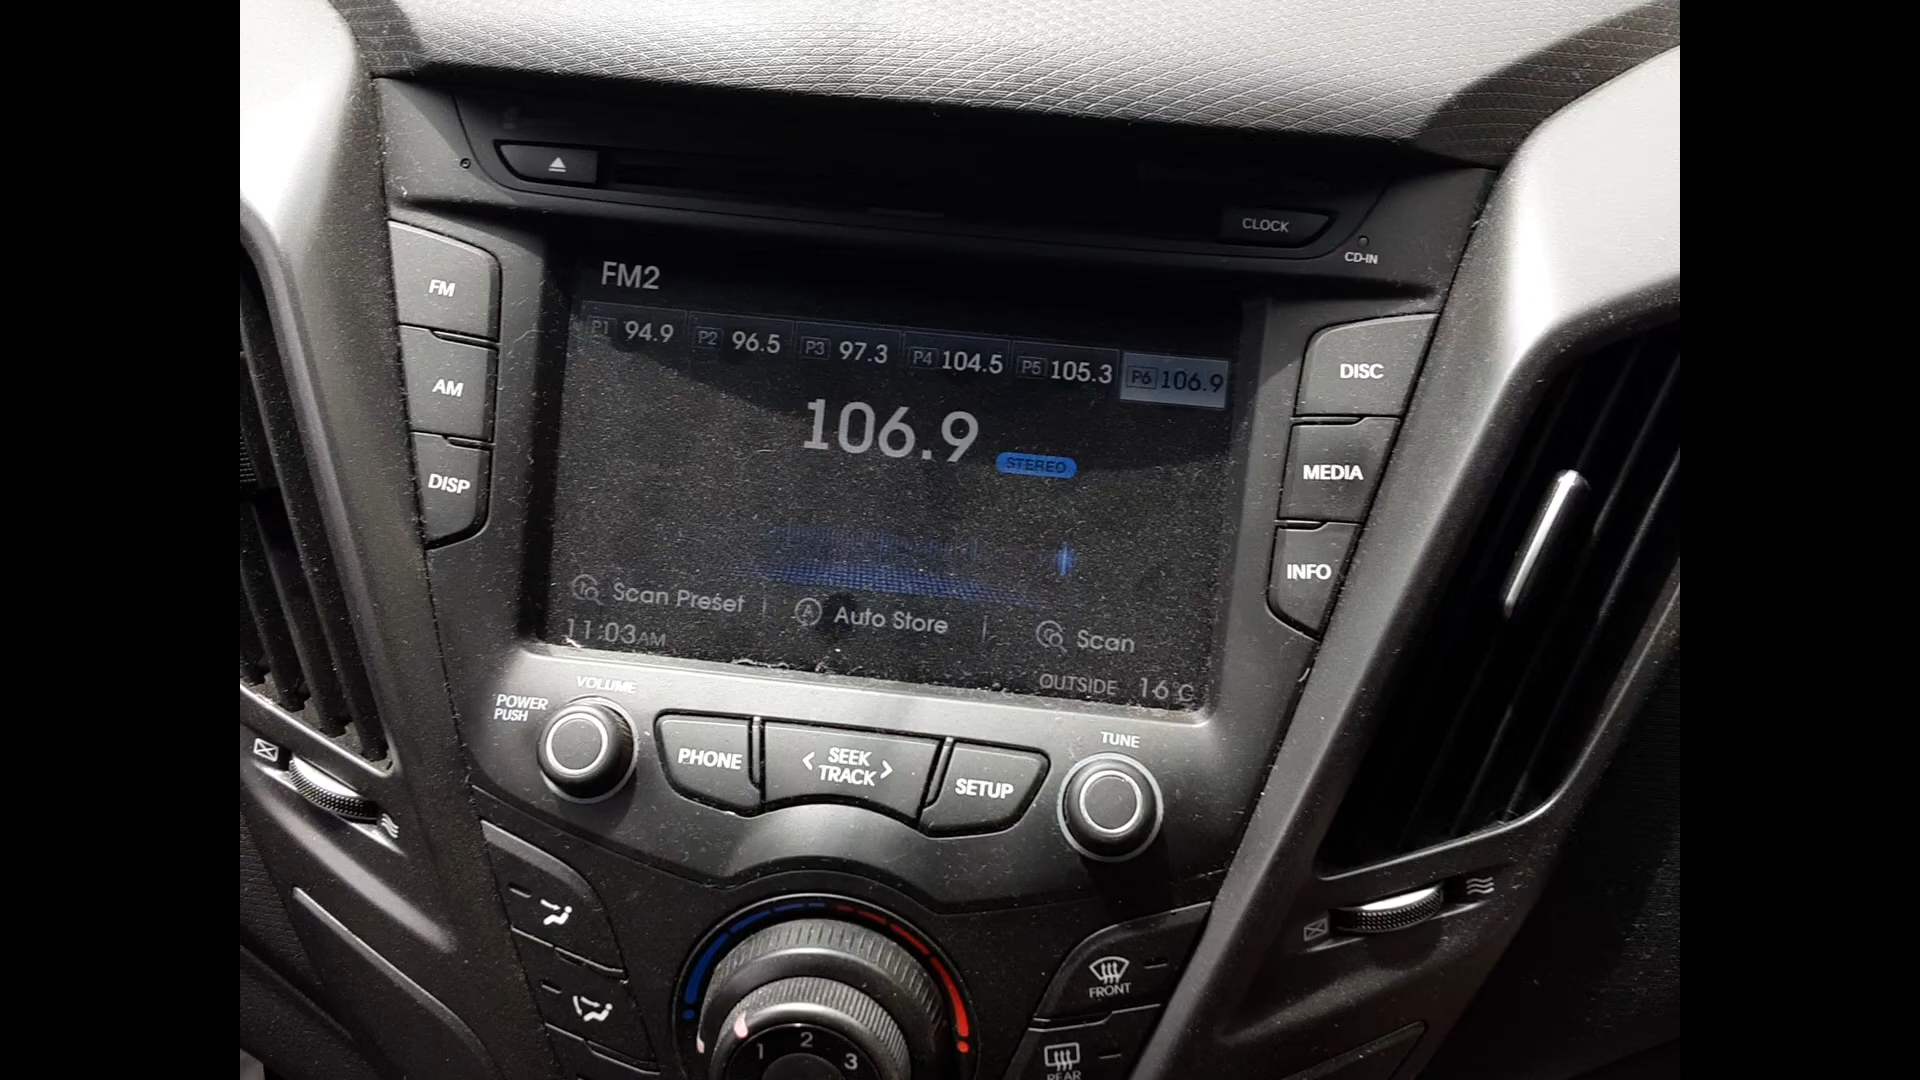 CLOCK
CD-IN
FM
AM
DISP
FM2
P1 94.9 P2 96.5 P3 97.3 P4 104.5 P5 105.3 P6 106.9
106.9 STEREO
Scan Preset | Auto Store | Scan
11:03AM
OUTSIDE 16°C
DISC
MEDIA
INFO
POWER
PUSH
VOLUME
PHONE
< SEEK >
TRACK
SETUP
TUNE
FRONT
REAR
1 2 3